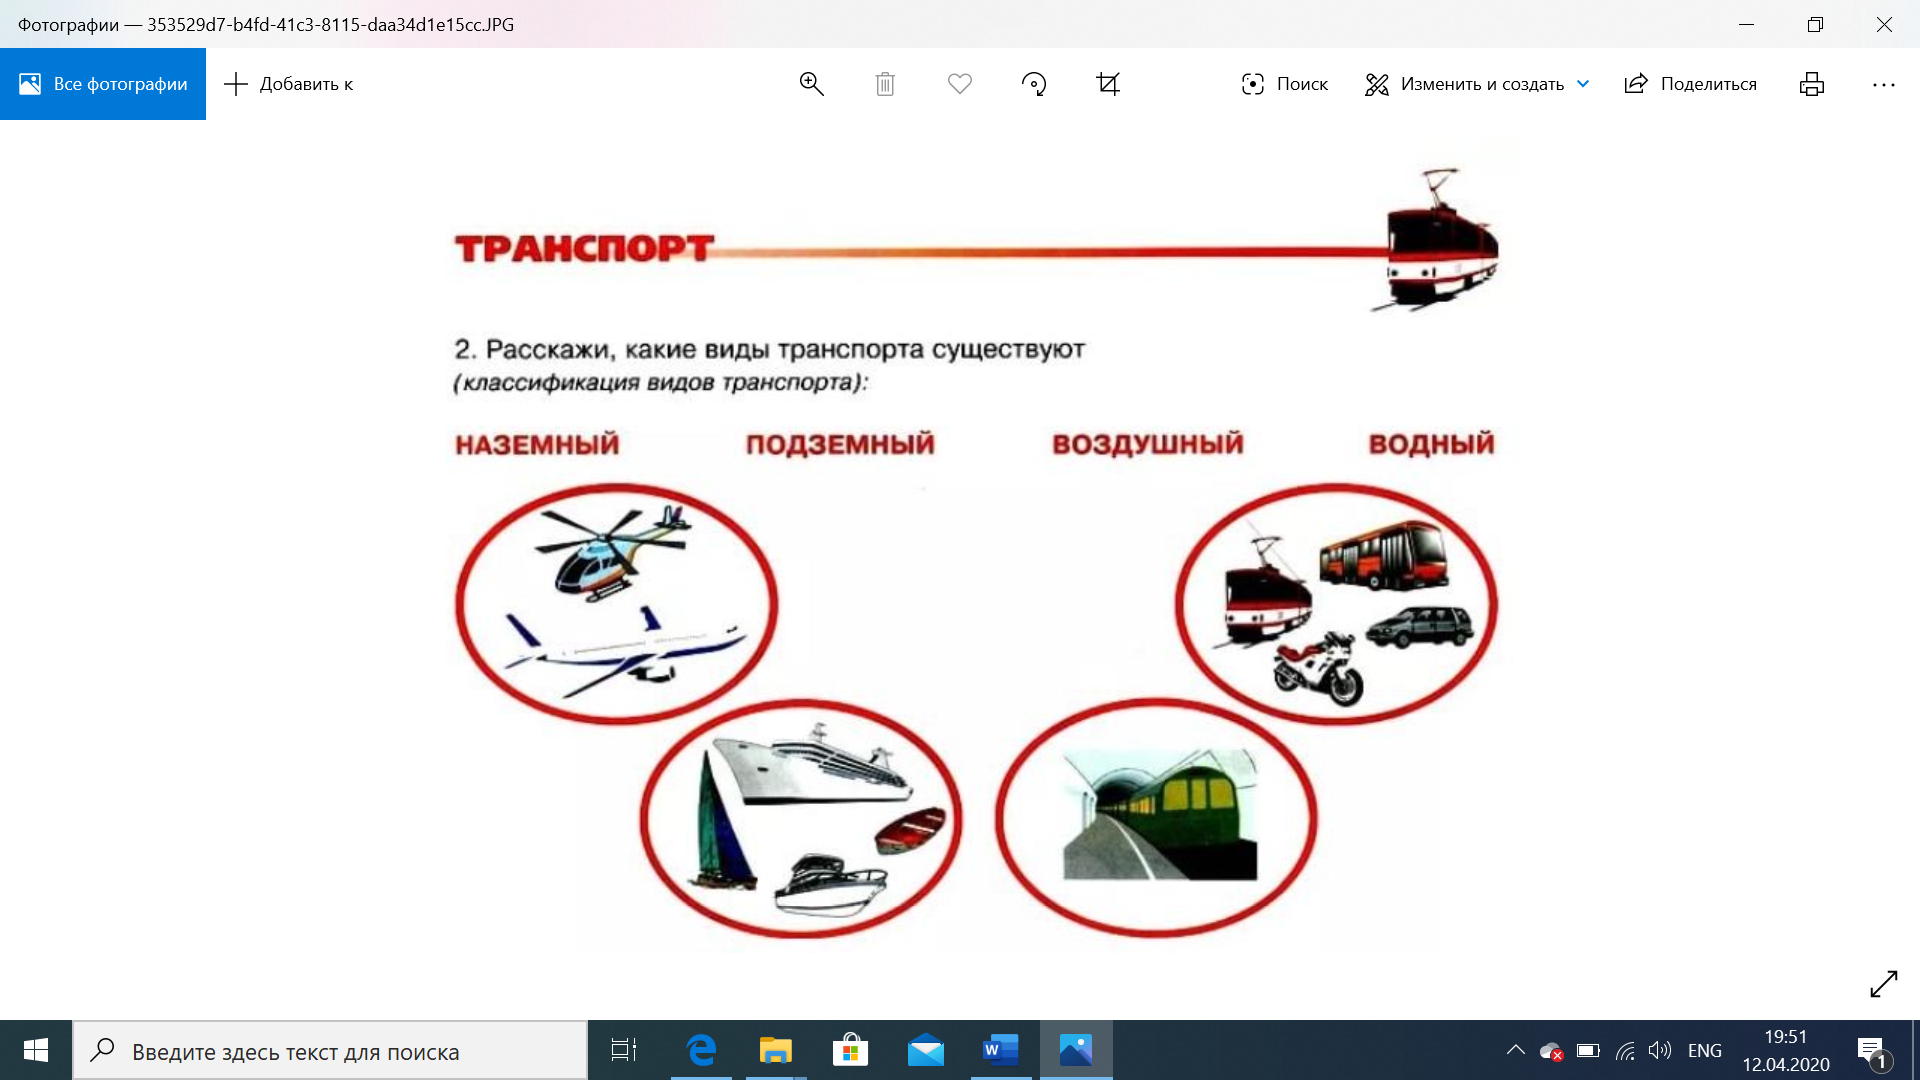 Фотографии — 353529d7-b4fd-41c3-8115-daa34d1e15cc.JPG
Все фотографии
Добавить к
Поиск
Изменить и создать
Поделиться
ТРАНСПОРТ
2. Расскажи, какие виды транспорта существуют
(классификация видов транспорта):
НАЗЕМНЫЙ ПОДЗЕМНЫЙ ВОЗДУШНЫЙ ВОДНЫЙ
Введите здесь текст для поиска
W
ENG
19:51
12.04.2020
1